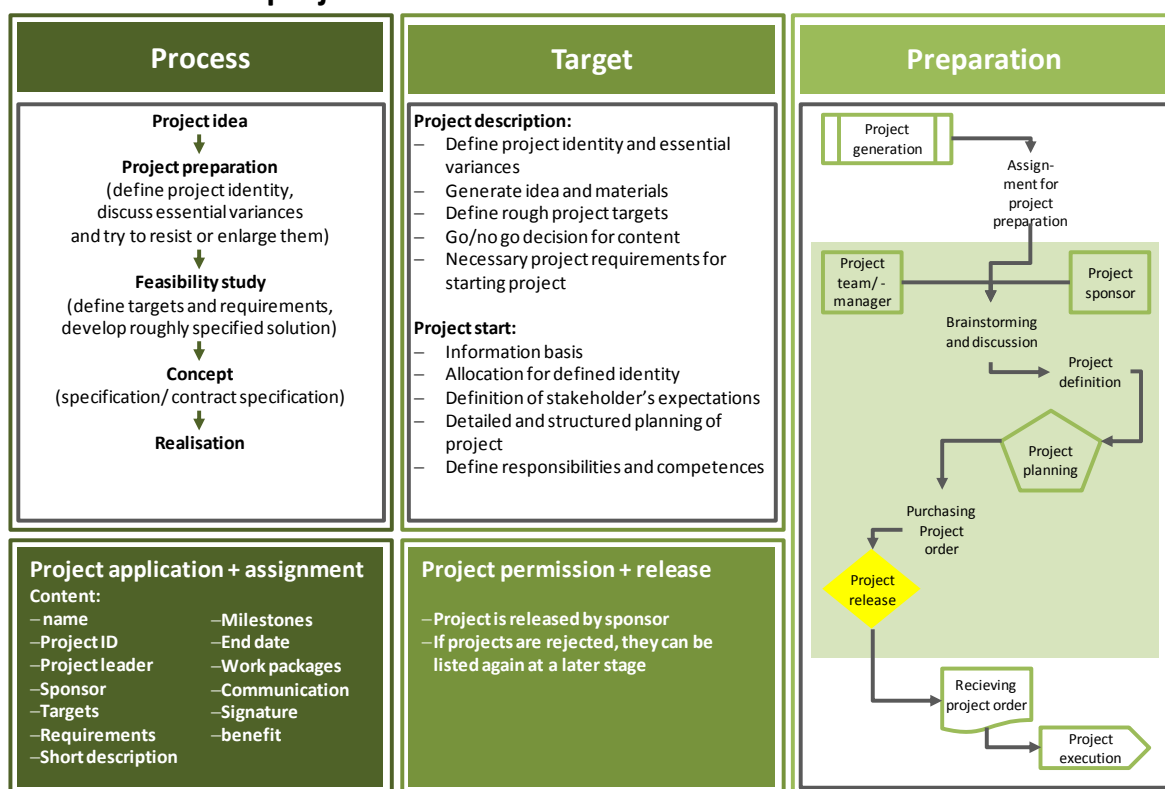 Process
Project idea
Project preparation
(define project identity,
discuss essential variances
and try to resist or enlarge them)
Feasibility study
(define targets and requirements,
develop roughly specified solution)
Concept
(specification/ contract specification)
Realisation
Target
Project description:
– Define project identity and essential
variances
– Generate idea and materials
– Define rough project targets
– Go/no go decision for content
– Necessary project requirements for
starting project
Project start:
– Information basis
– Allocation for defined identity
– Definition of stakeholder’s expectations
– Detailed and structured planning of
project
– Define responsibilities and competences
Preparation
Project
generation
Assign-
ment for
project
preparation
Project
team/ -
manager
Project
sponsor
Brainstorming
and discussion
Project
definition
Project
planning
Purchasing
Project
order
Project
release
Recieving
project order
Project
execution
Project application + assignment
Content:
–name
–Project ID
–Project leader
–Sponsor
–Targets
–Requirements
–Short description
–Milestones
–End date
–Work packages
–Communication
–Signature
–benefit
Project permission + release
–Project is released by sponsor
–If projects are rejected, they can be
listed again at a later stage